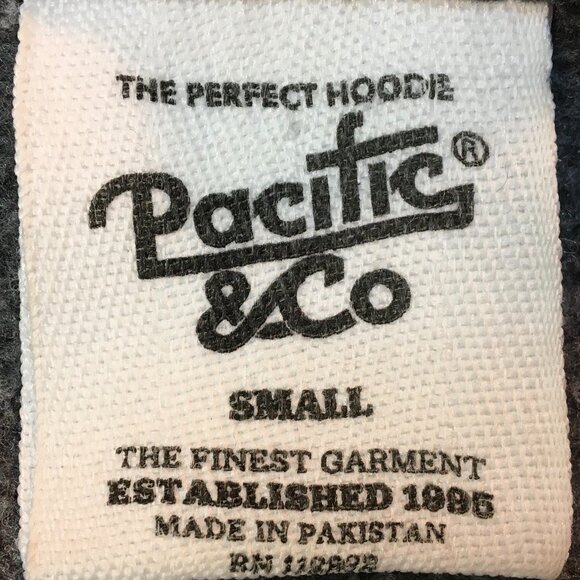 THE PERFECT HOODIE
Pacific®
&Co
SMALL
THE FINEST GARMENT
ESTABLISHED 1995
MADE IN PAKISTAN
RN